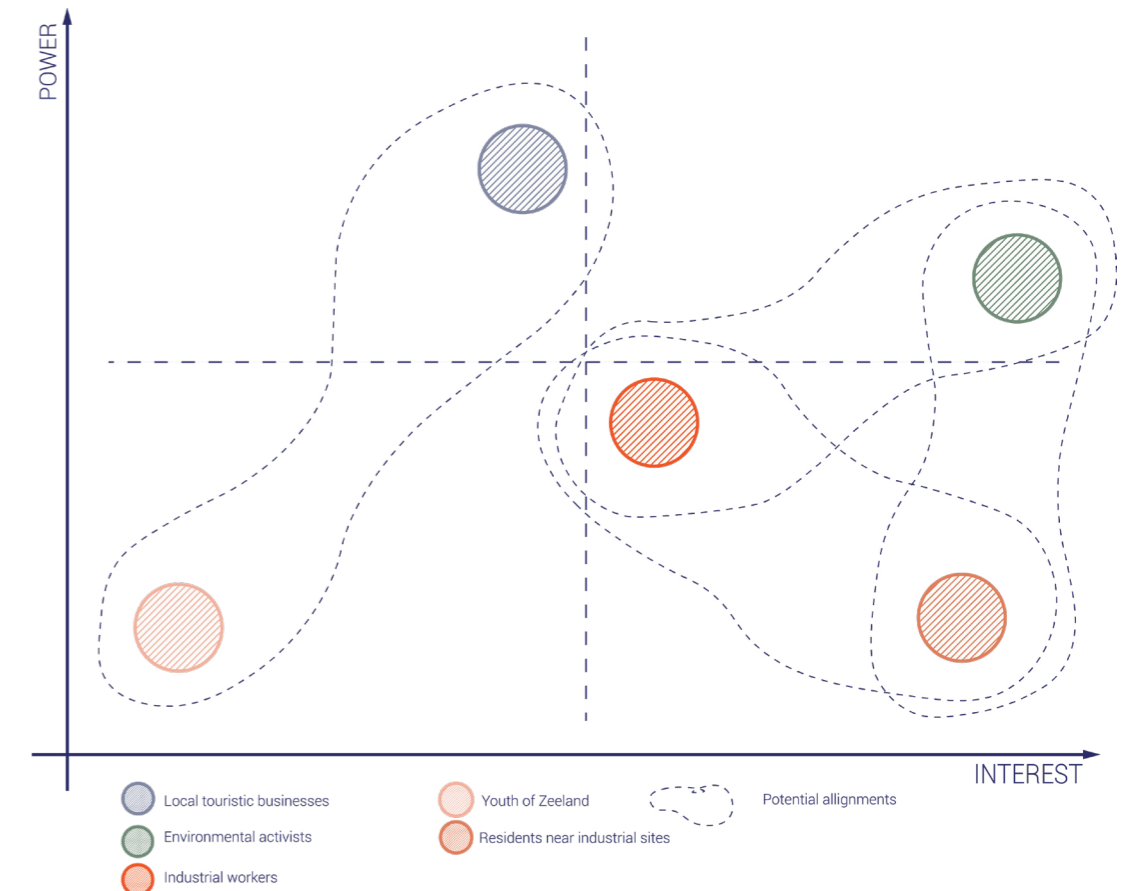 POWER
INTEREST
Local touristic businesses
Environmental activists
Industrial workers
Youth of Zeeland
Residents near industrial sites
Potential allignments